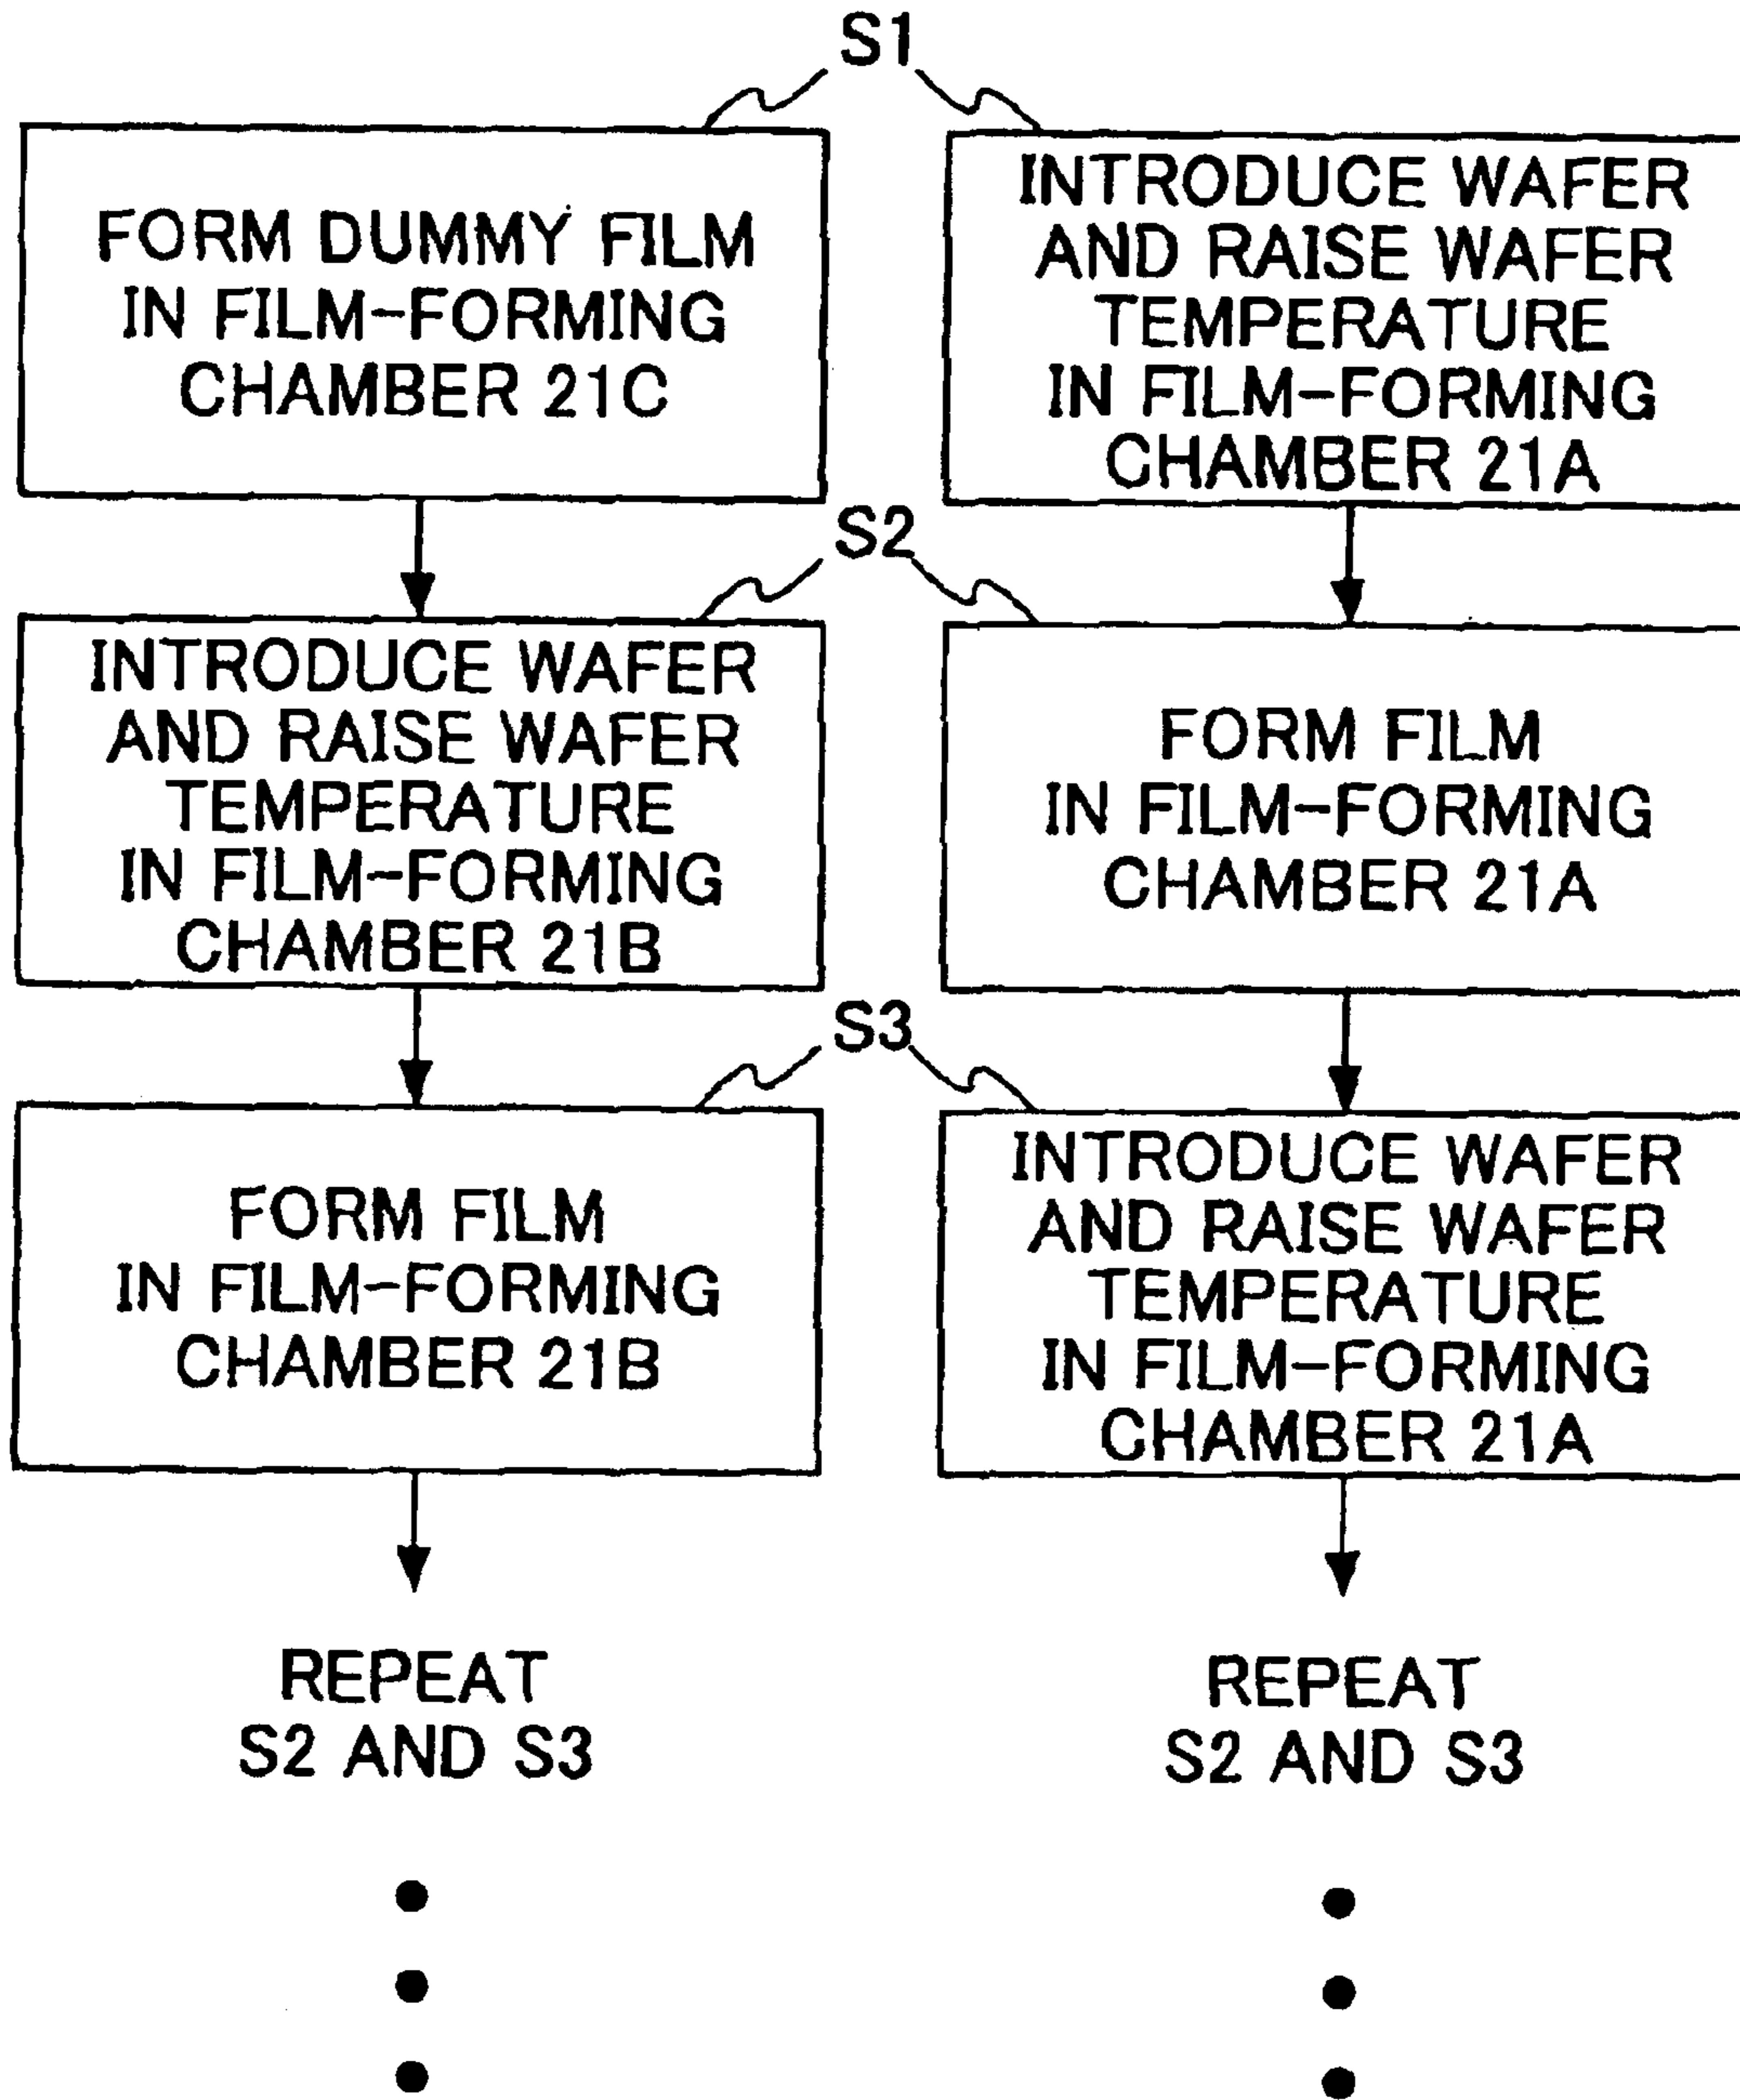 S1
FORM DUMMY FILM
IN FILM-FORMING
CHAMBER 21C
INTRODUCE WAFER
AND RAISE WAFER
TEMPERATURE
IN FILM-FORMING
CHAMBER 21A
S2
INTRODUCE WAFER
AND RAISE WAFER
TEMPERATURE
IN FILM-FORMING
CHAMBER 21B
FORM FILM
IN FILM-FORMING
CHAMBER 21A
S3
FORM FILM
IN FILM-FORMING
CHAMBER 21B
INTRODUCE WAFER
AND RAISE WAFER
TEMPERATURE
IN FILM-FORMING
CHAMBER 21A
REPEAT
S2 AND S3
REPEAT
S2 AND S3